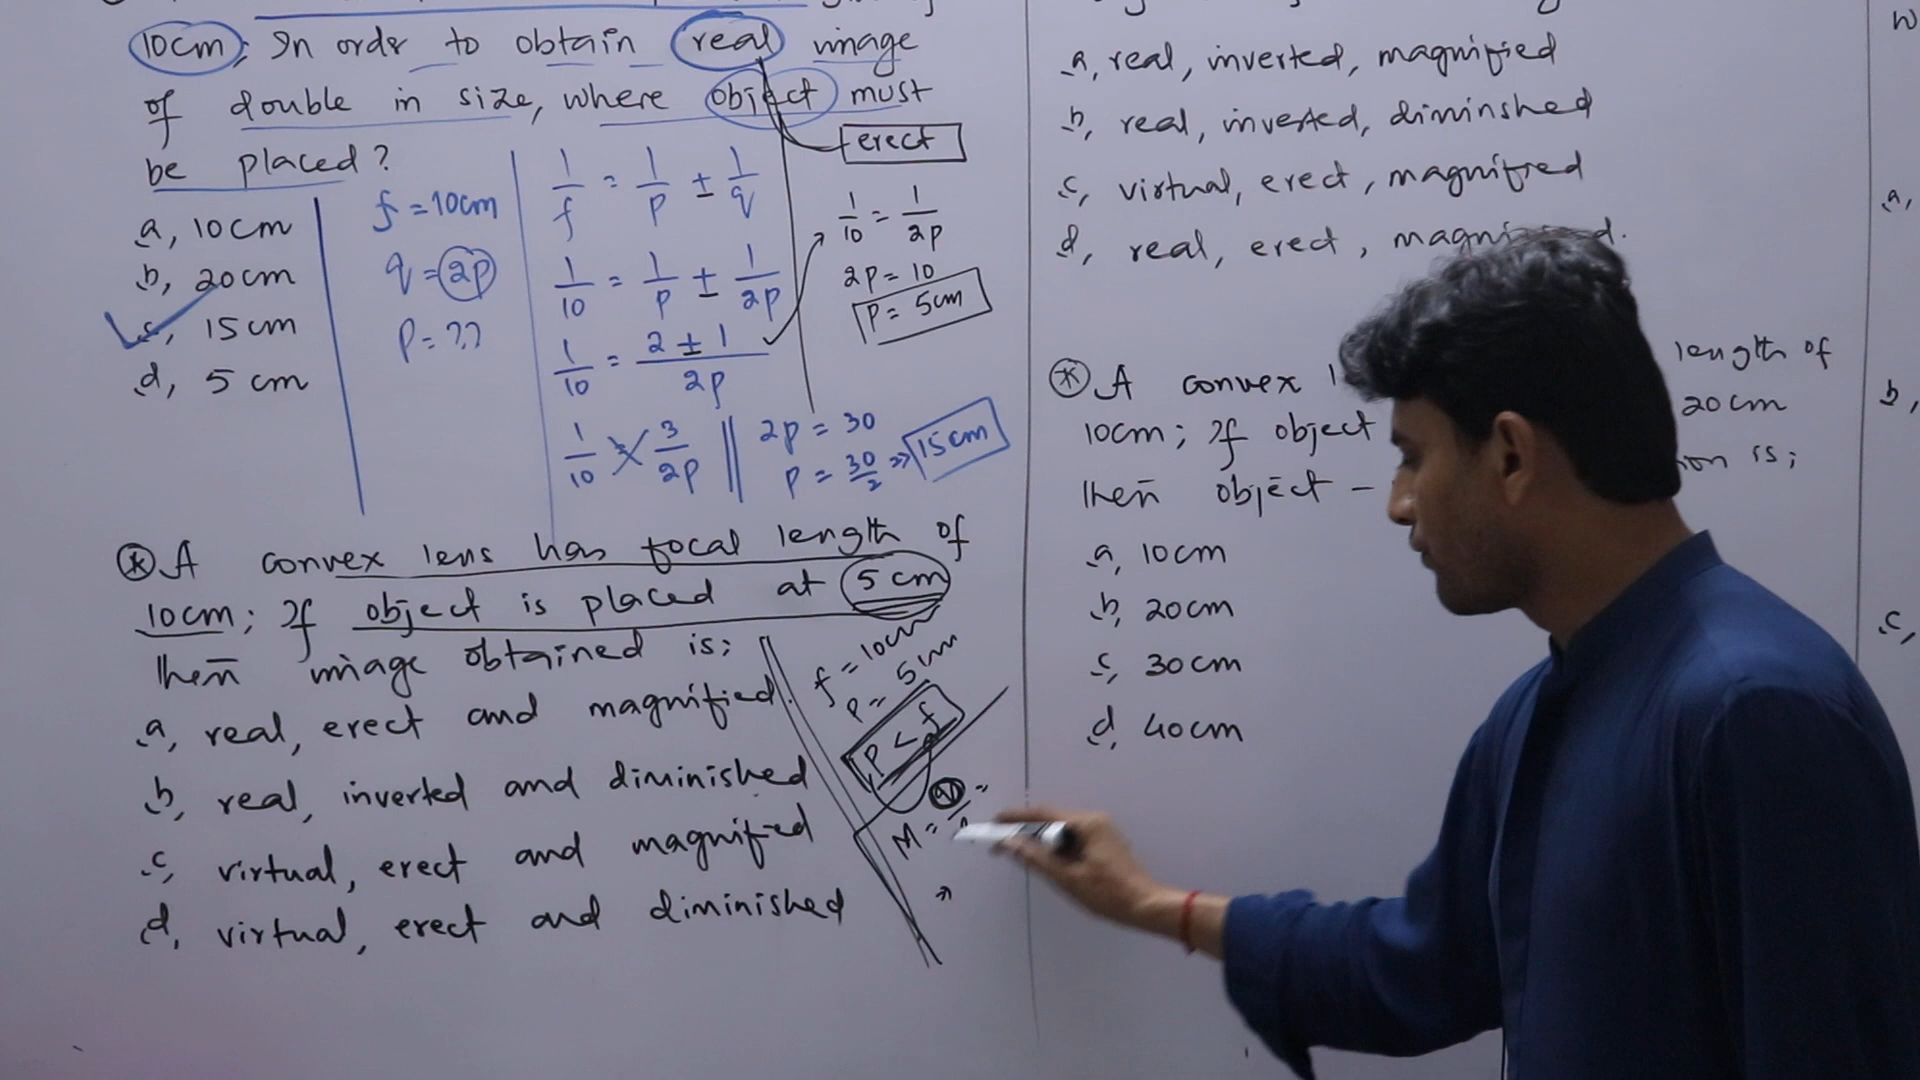 10cm; In order to obtain real image
of double in size, where object must
be placed?
a, 10cm
b, 20cm
c, 15cm
d, 5cm
f = 10cm
q = 2p
P = ??
1/f = 1/p ± 1/q
1/10 = 1/p ± 1/2p
1/10 = 2 ± 1/2p
1/10 3/2p
2p = 30
p = 30/2 => 15cm
erect
1/10 = 1/2p
2p = 10
P = 5cm
* A convex lens has focal length of
10cm; If object is placed at 5cm
then image obtained is;
a, real, erect and magnified.
b, real, inverted and diminished
c, virtual, erect and magnified
d, virtual, erect and diminished
f = 10cm
P = 5cm
P < f
M =
a, real, inverted, magnified
b, real, inverted, diminshed
c, virtual, erect, magnified
d, real, erect,
* A convex length of
10cm; If object 20cm
then object - is;
a, 10cm
b, 20cm
c, 30cm
d, 40cm
a,
b,
c,